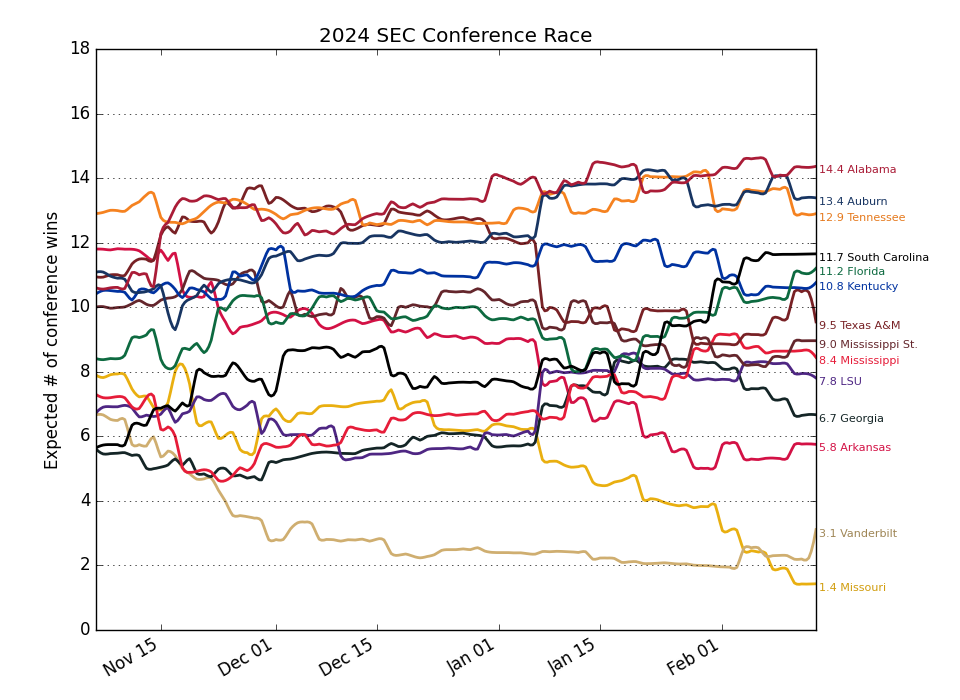 2024 SEC Conference Race
Expected # of conference wins
18
16
14
12
10
8
6
4
2
0
14.4 Alabama
13.4 Auburn
12.9 Tennessee
11.7 South Carolina
11.2 Florida
10.8 Kentucky
9.5 Texas A&M
9.0 Mississippi St.
8.4 Mississippi
7.8 LSU
6.7 Georgia
5.8 Arkansas
3.1 Vanderbilt
1.4 Missouri
Nov 15
Dec 01
Dec 15
Jan 01
Jan 15
Feb 01